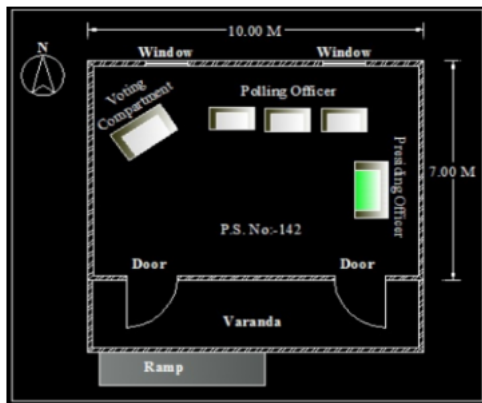 10.00 M
N
Window
Window
Voting
Compartment
Polling Officer
Presiding Officer
7.00 M
P.S. No:-142
Door
Door
Varanda
Ramp